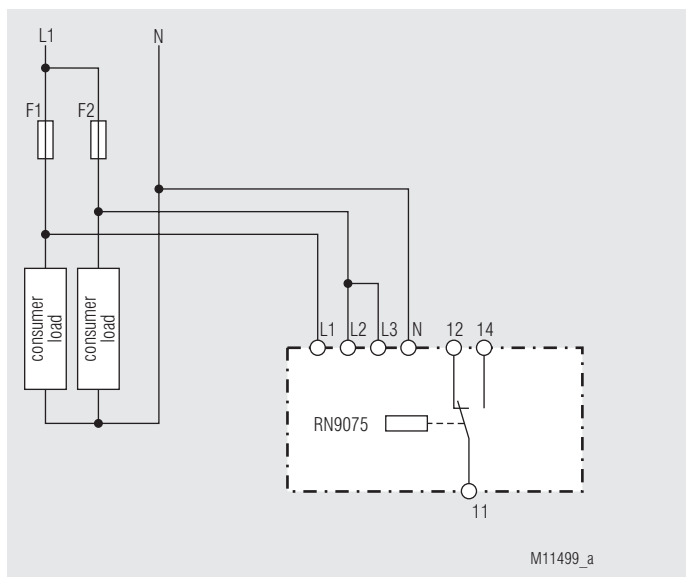 L1 N
F1 F2
consumer load
consumer load
L1 L2 L3 N 12 14
RN9075
11
M11499_a